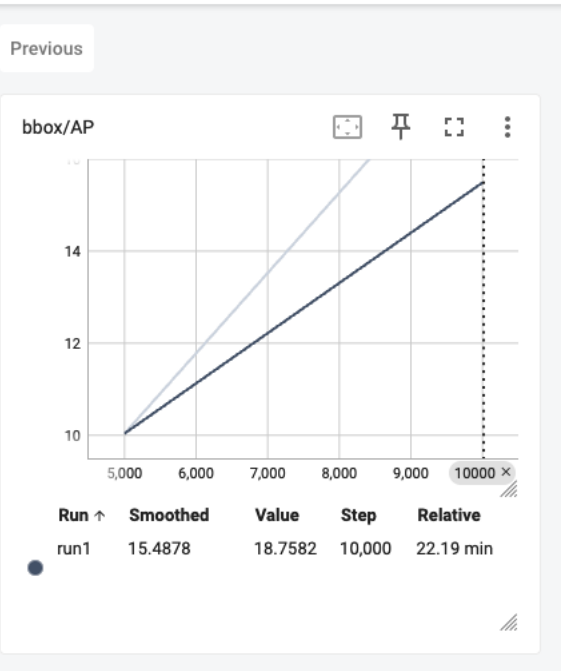 Previous
bbox/AP
14
12
10
5,000 6,000 7,000 8,000 9,000 10000 ×
Run ↑ Smoothed Value Step Relative
run1 15.4878 18.7582 10,000 22.19 min